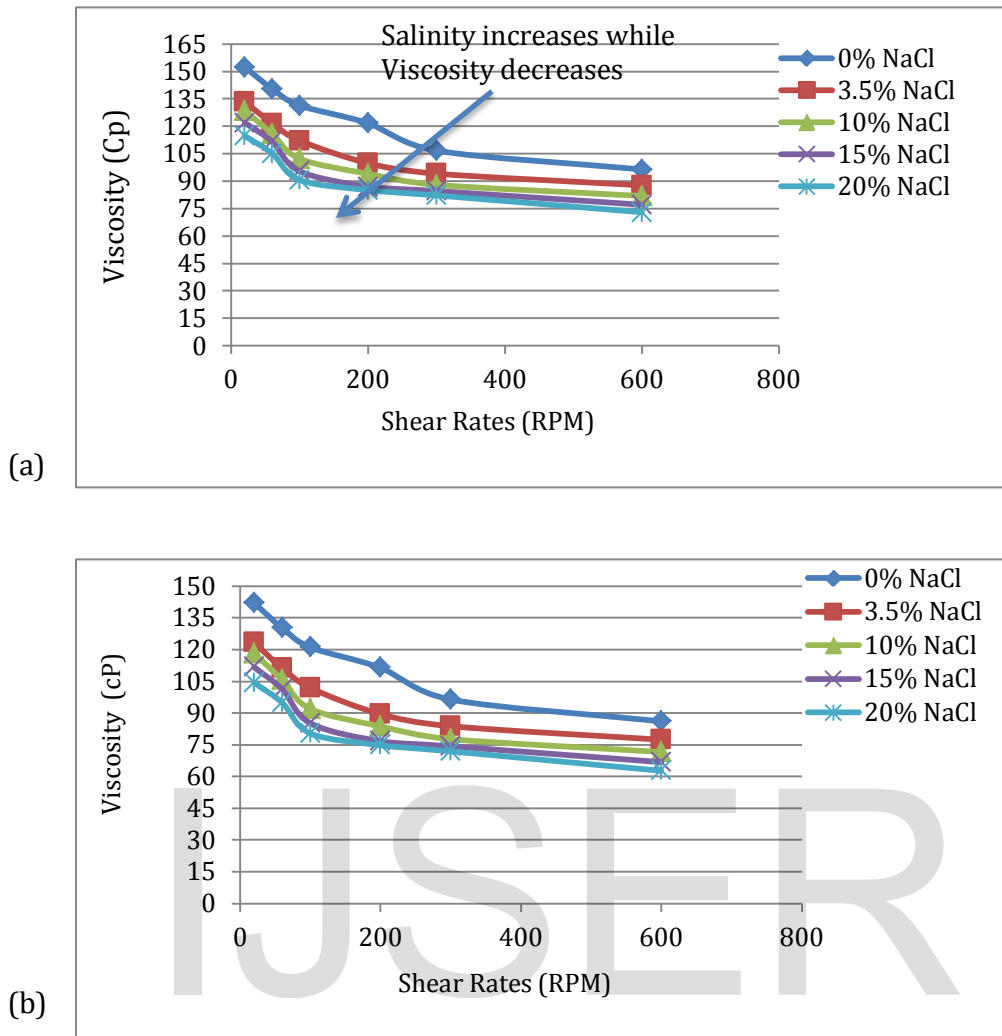 Salinity increases while
Viscosity decreases
165
150
135
120
105
90
75
60
45
30
15
0
Viscosity (Cp)
0 200 400 600 800
Shear Rates (RPM)
0% NaCl
3.5% NaCl
10% NaCl
15% NaCl
20% NaCl
(a)
150
135
120
105
90
75
60
45
30
15
0
Viscosity (cP)
0 200 400 600 800
Shear Rates (RPM)
0% NaCl
3.5% NaCl
10% NaCl
15% NaCl
20% NaCl
(b)
IJSER